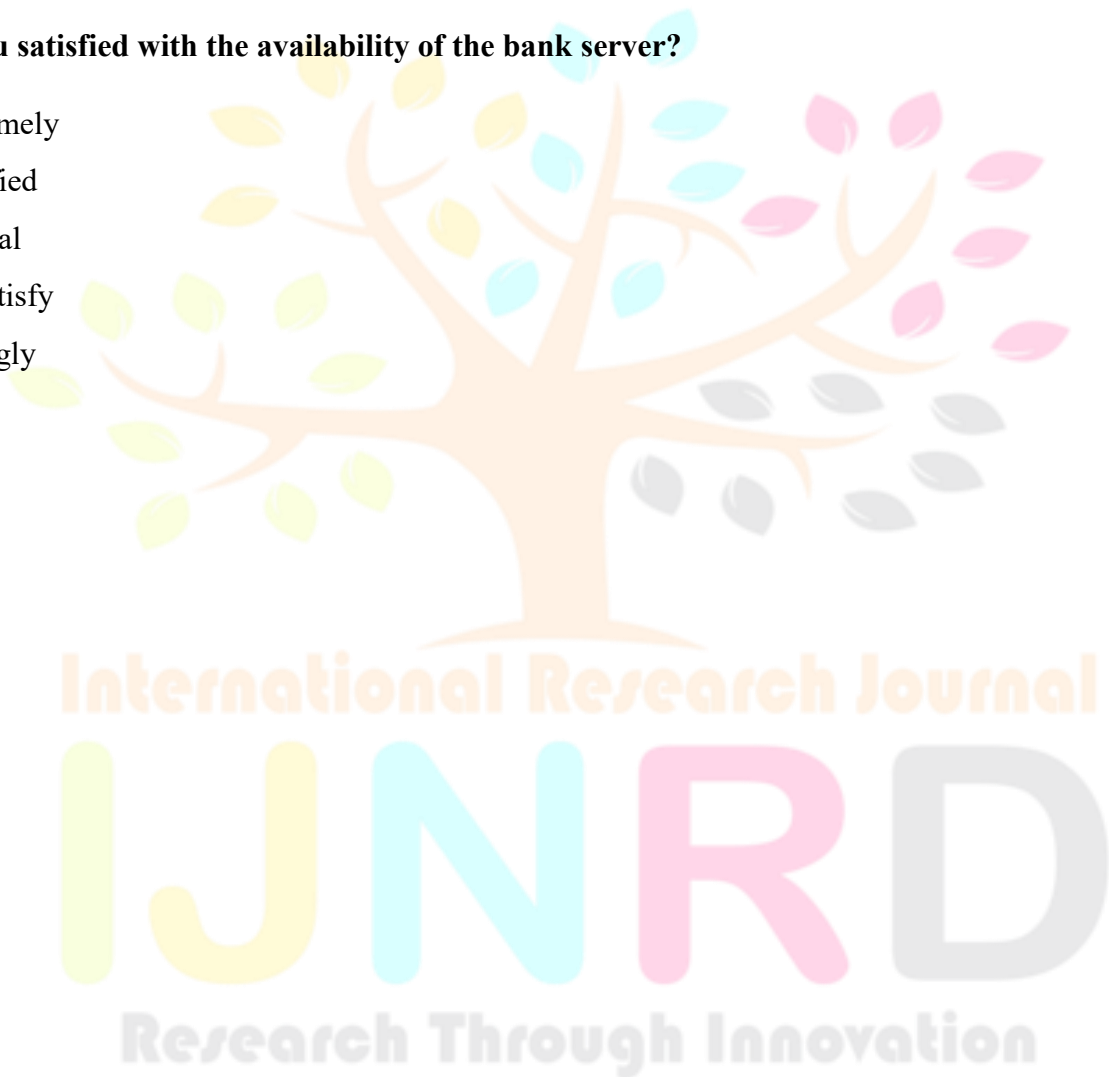 u satisfied with the availability of the bank server?
mely
ied
al
tisfy
gly
International Research Journal
IJNRD
Research Through Innovation